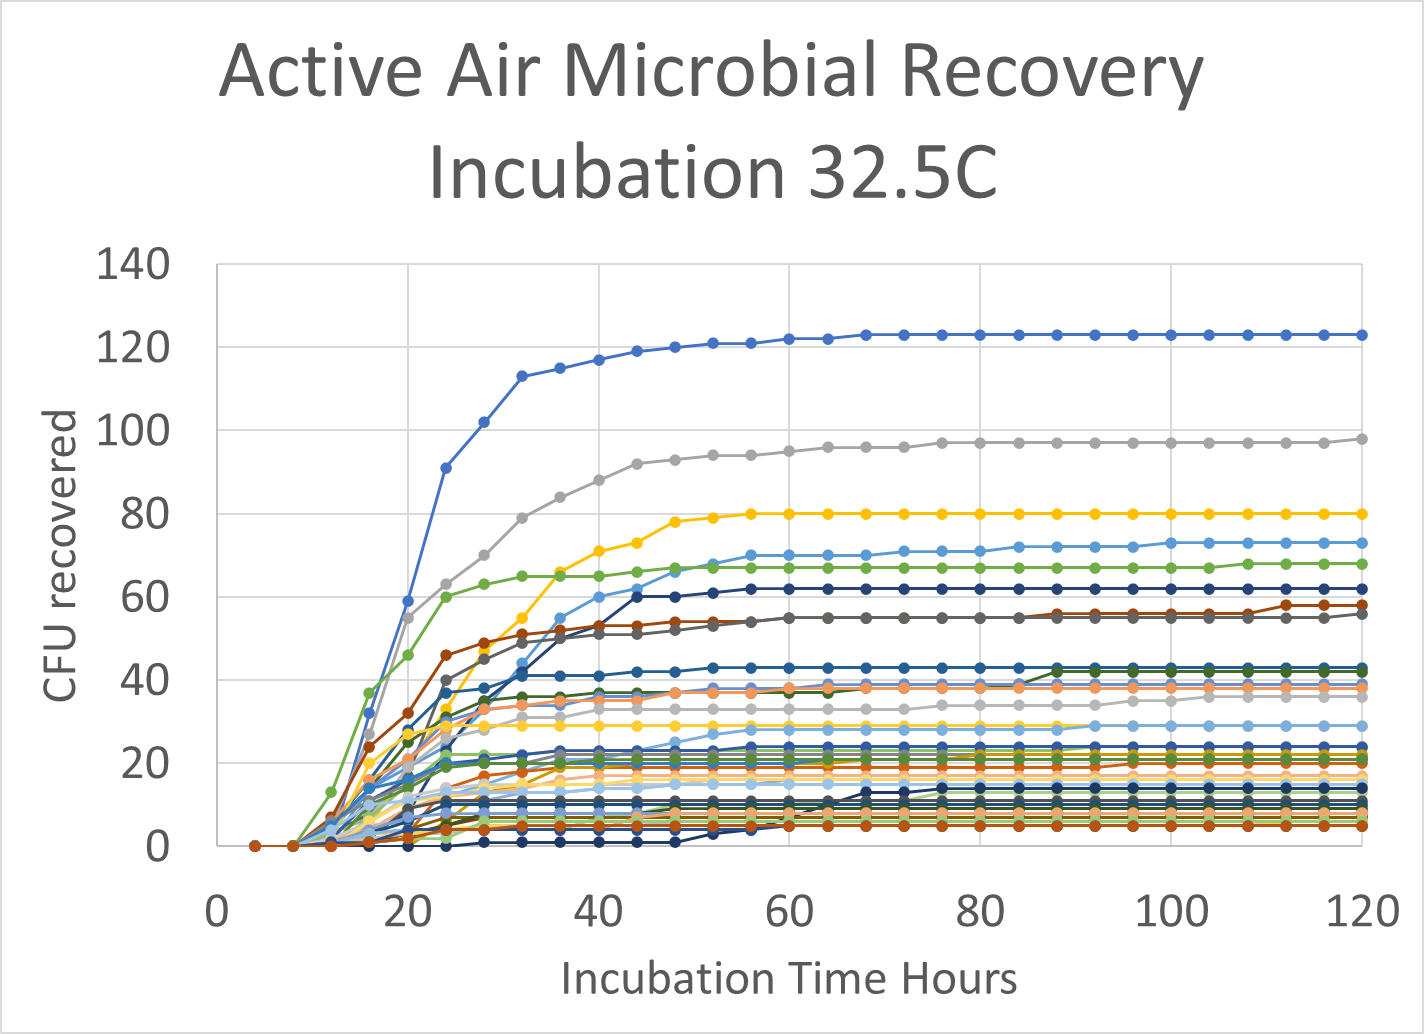 Active Air Microbial Recovery
Incubation 32.5C
140
120
100
80
60
40
20
0
CFU recovered
0 20 40 60 80 100 120
Incubation Time Hours